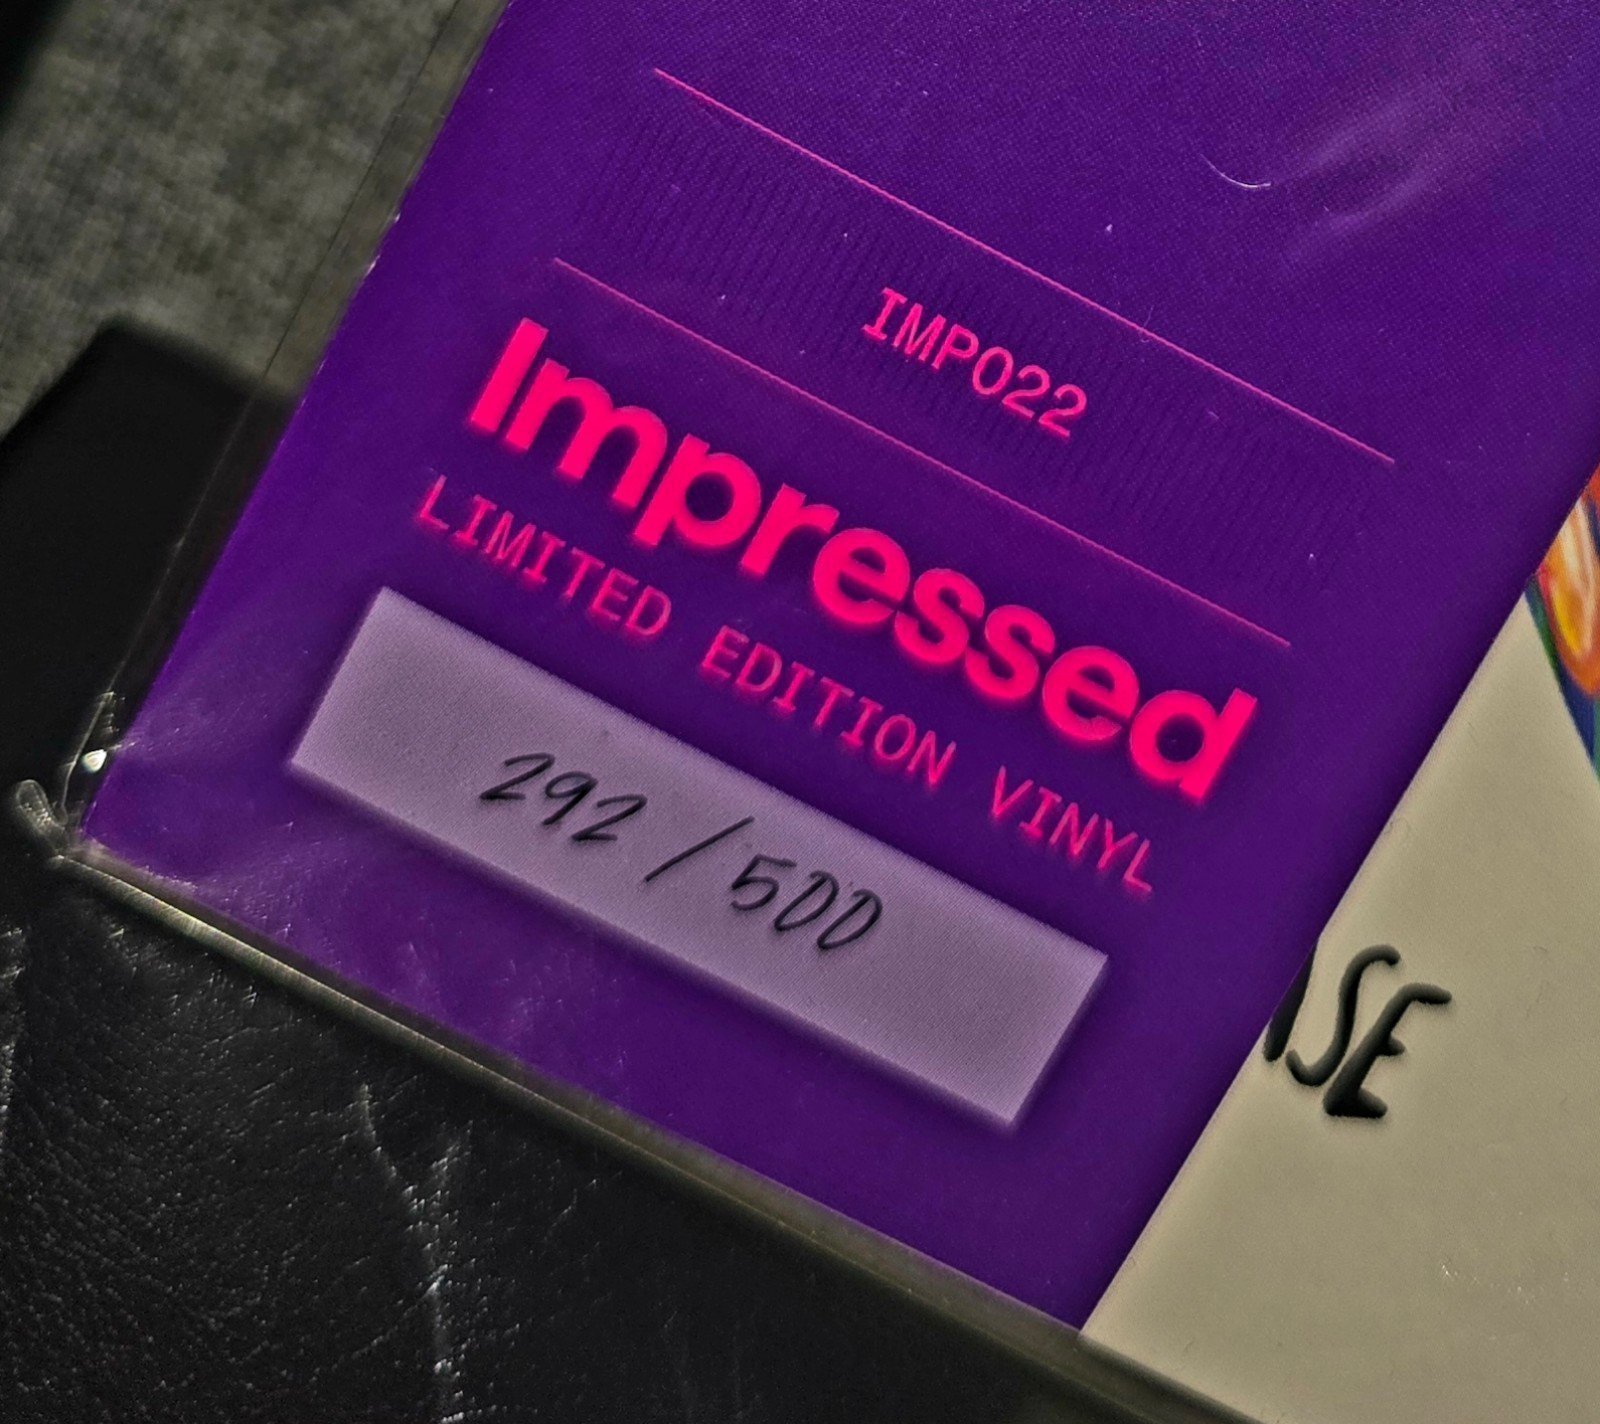 IMP022
Impressed
LIMITED EDITION VINYL
292 / 500